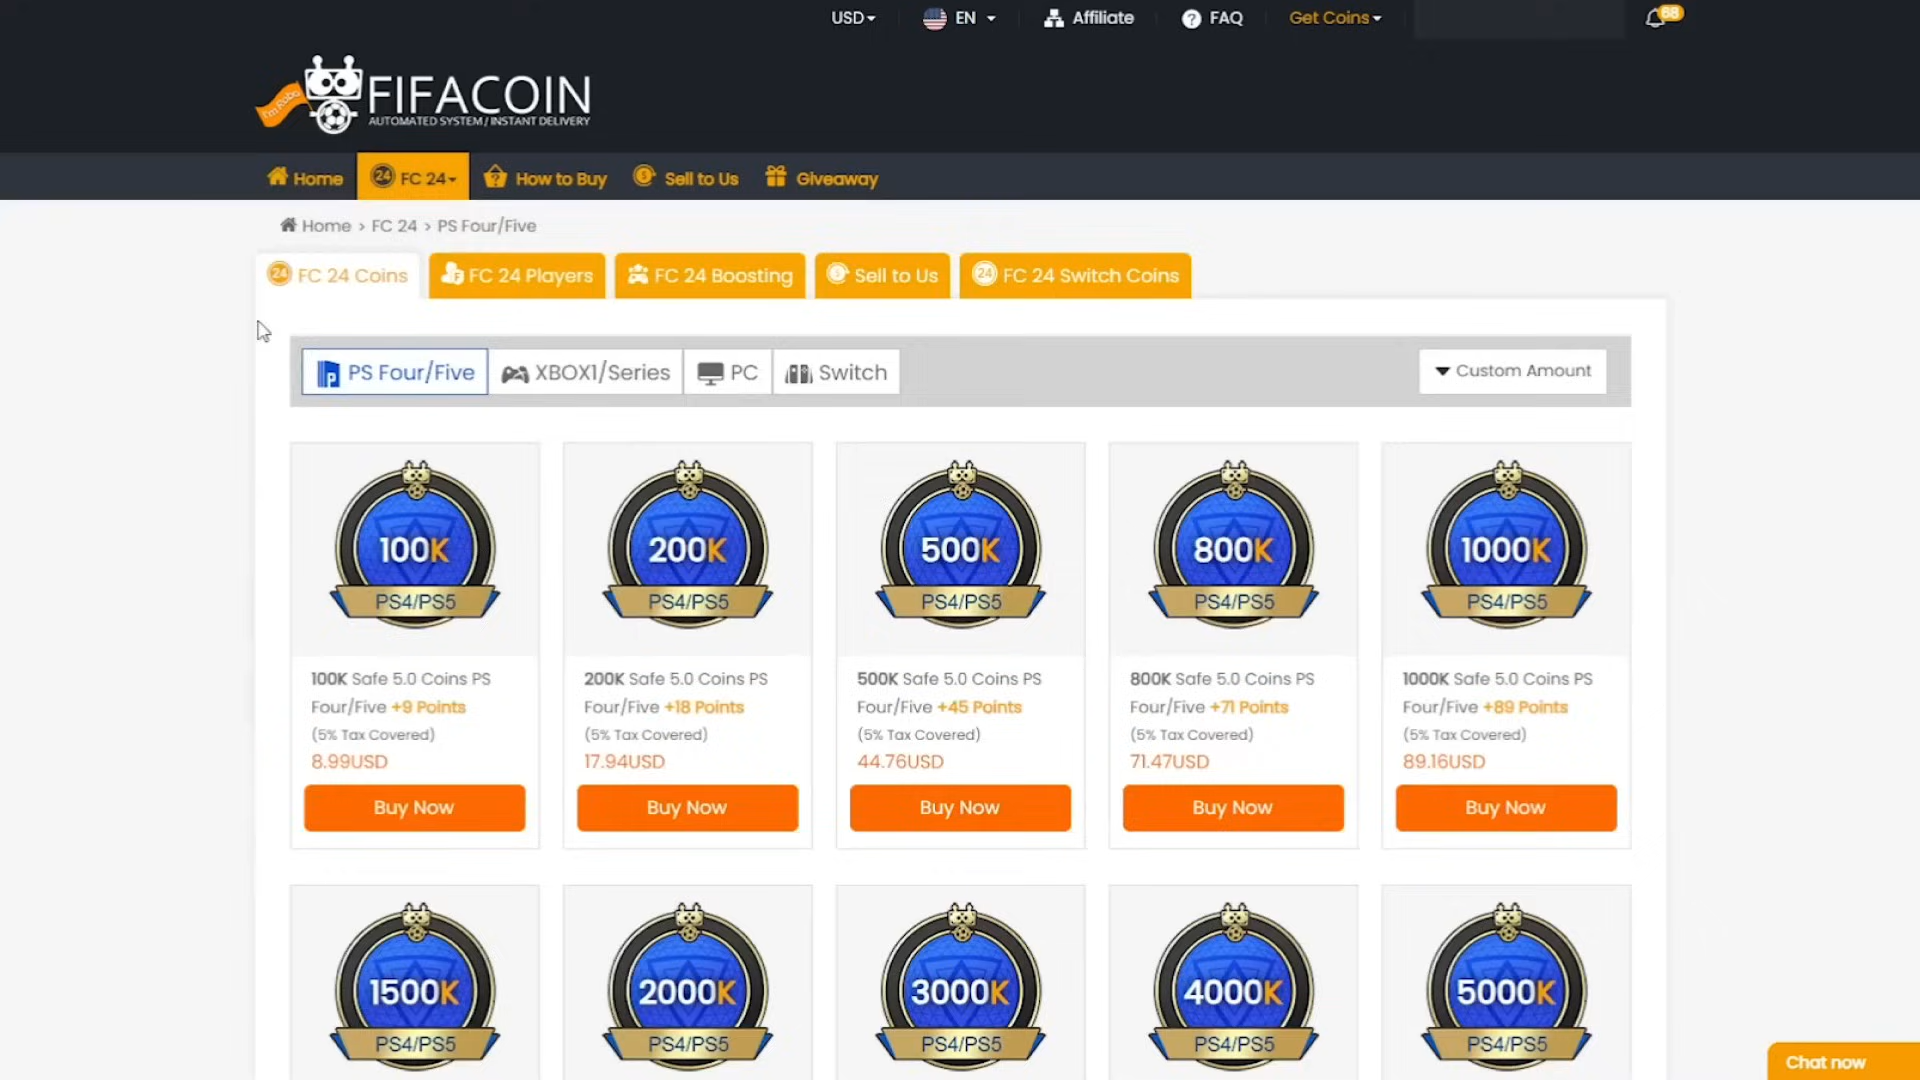 USD
EN
Affiliate
FAQ
Get Coins
68
I'm Robo
FIFACOIN
AUTOMATED SYSTEM / INSTANT DELIVERY
Home
24 FC 24
How to Buy
Sell to Us
Giveaway
Home > FC 24 > PS Four/Five
24 FC 24 Coins
FC 24 Players
FC 24 Boosting
Sell to Us
24 FC 24 Switch Coins
PS Four/Five
XBOX1/Series
PC
Switch
Custom Amount
100K
PS4/PS5
100K Safe 5.0 Coins PS
Four/Five +9 Points
(5% Tax Covered)
8.99USD
Buy Now
200K
PS4/PS5
200K Safe 5.0 Coins PS
Four/Five +18 Points
(5% Tax Covered)
17.94USD
Buy Now
500K
PS4/PS5
500K Safe 5.0 Coins PS
Four/Five +45 Points
(5% Tax Covered)
44.76USD
Buy Now
800K
PS4/PS5
800K Safe 5.0 Coins PS
Four/Five +71 Points
(5% Tax Covered)
71.47USD
Buy Now
1000K
PS4/PS5
1000K Safe 5.0 Coins PS
Four/Five +89 Points
(5% Tax Covered)
89.16USD
Buy Now
1500K
PS4/PS5
2000K
PS4/PS5
3000K
PS4/PS5
4000K
PS4/PS5
5000K
PS4/PS5
Chat now